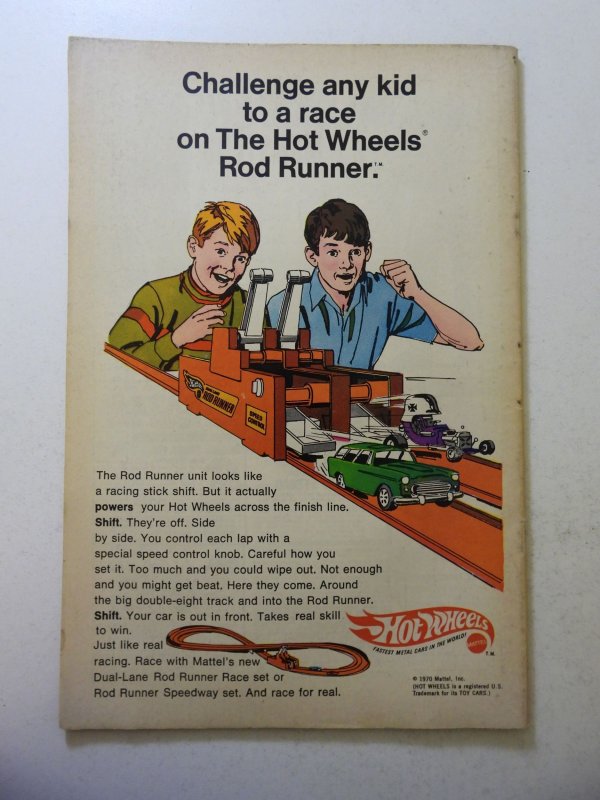 Challenge any kid
to a race
on The Hot Wheels®
Rod Runner.™
ROD RUNNER
SPEED
CONTROL
The Rod Runner unit looks like
a racing stick shift. But it actually
powers your Hot Wheels across the finish line.
Shift. They're off. Side
by side. You control each lap with a
special speed control knob. Careful how you
set it. Too much and you could wipe out. Not enough
and you might get beat. Here they come. Around
the big double-eight track and into the Rod Runner.
Shift. Your car is out in front. Takes real skill
to win.
Just like real
racing. Race with Mattel's new
Dual-Lane Rod Runner Race set or
Rod Runner Speedway set. And race for real.
HOT WHEELS
FASTEST METAL CARS IN THE WORLD!
MATTEL
T.M.
© 1970 Mattel, Inc.
(HOT WHEELS is a registered U.S.
Trademark for its TOY CARS.)